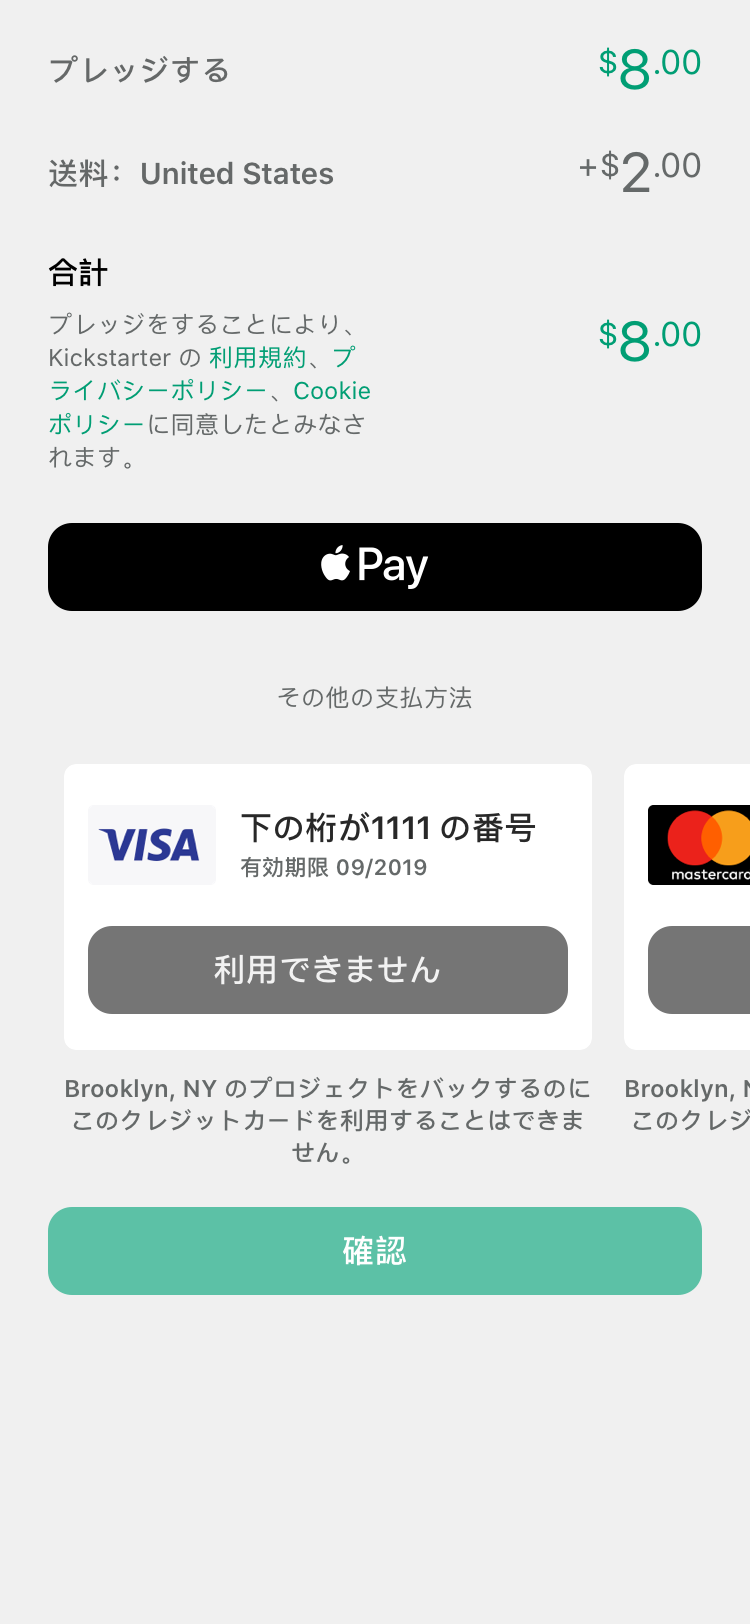 プレッジする $8.00
送料: United States +$2.00
合計
プレッジをすることにより、
Kickstarter の 利用規約、プ
ライバシーポリシー、Cookie
ポリシーに同意したとみなさ
れます。
$8.00
Pay
その他の支払方法
VISA
下の桁が1111 の番号
有効期限 09/2019
利用できません
mastercard
Brooklyn, NY のプロジェクトをバックするのに
このクレジットカードを利用することはできま
せん。
Brooklyn, N
このクレジ
確認